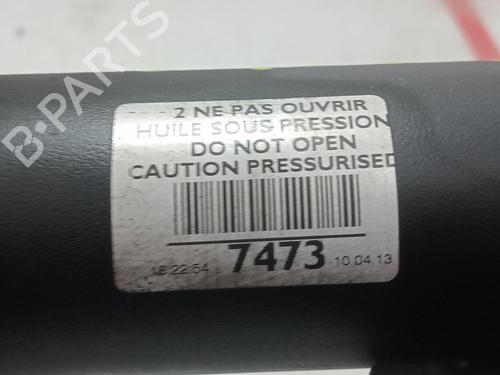 B-PARTS
2 NE PAS OUVRIR
HUILE SOUS PRESSION
DO NOT OPEN
CAUTION PRESSURISED
18:22:54 7473 10.04.13